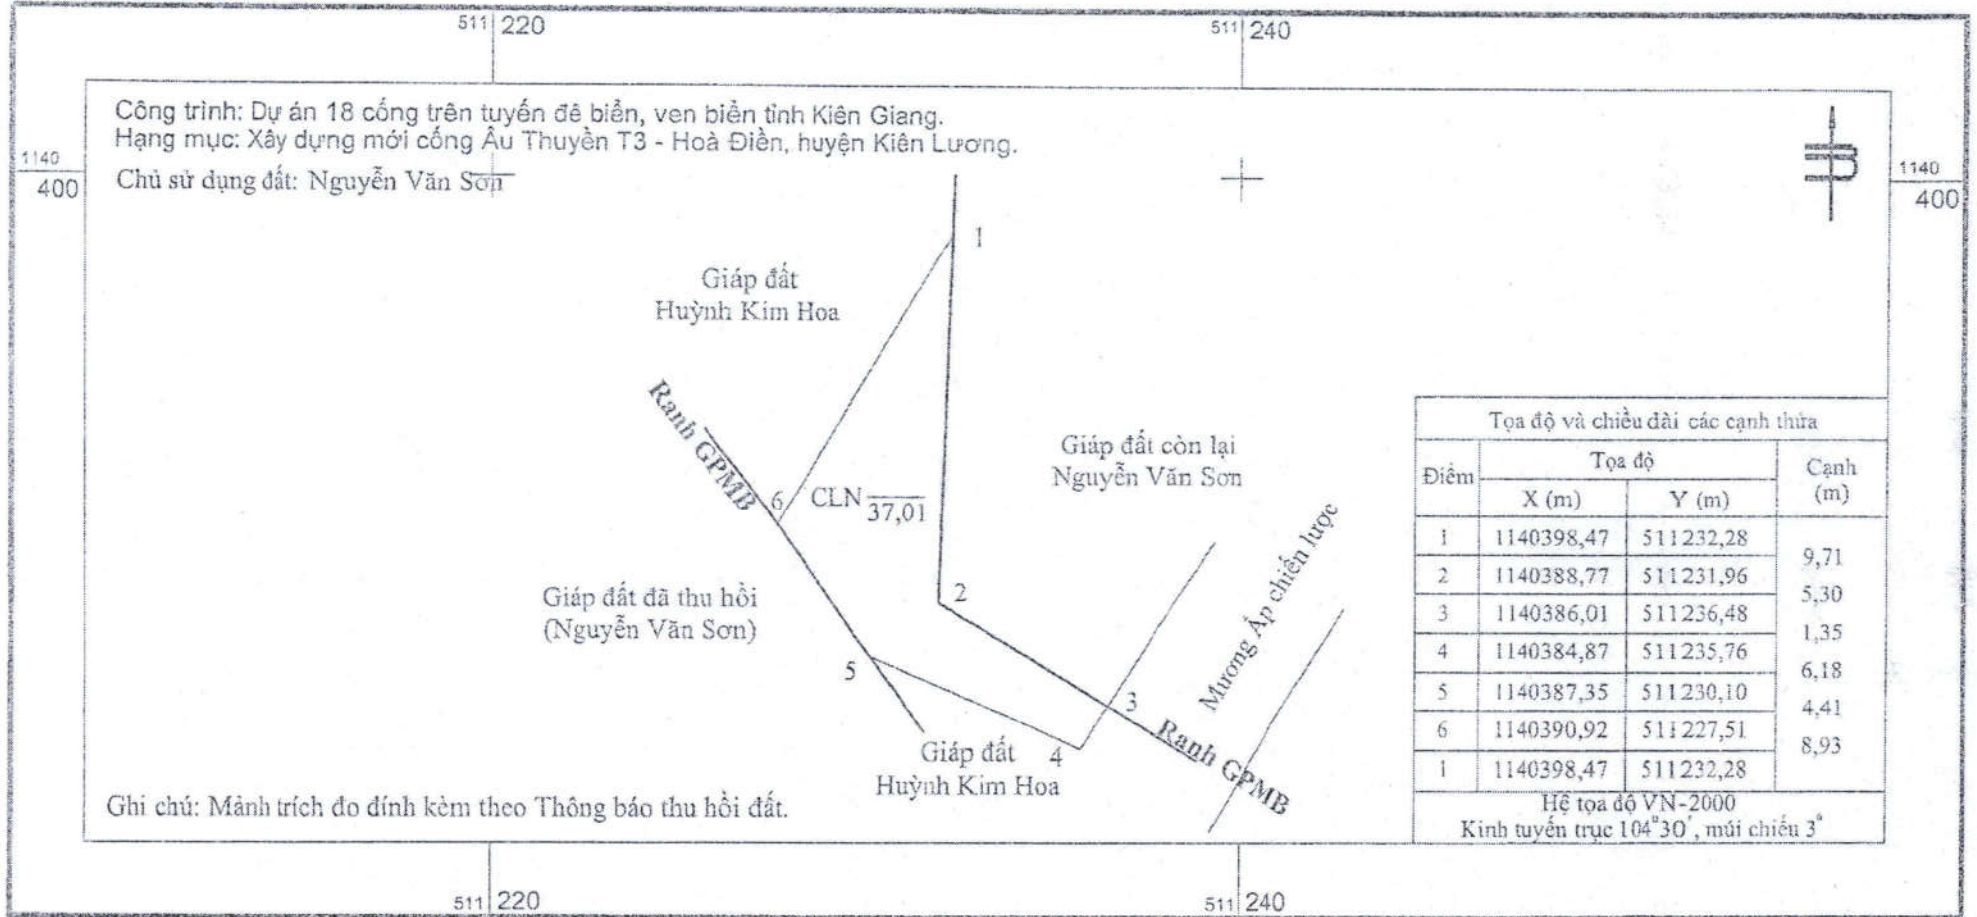 511 220
511 240
Công trình: Dự án 18 cống trên tuyến đê biển, ven biển tỉnh Kiên Giang.
Hạng mục: Xây dựng mới cống Âu Thuyền T3 - Hoà Điền, huyện Kiên Lương.
1140
400
Chủ sử dụng đất: Nguyễn Văn Sơn
1140
400
1
Giáp đất
Huỳnh Kim Hoa
Ranh GPMB
6
CLN
37,01
Giáp đất còn lại
Nguyễn Văn Sơn
Mương Ấp chiến lược
2
Giáp đất đã thu hồi
(Nguyễn Văn Sơn)
5
3
4
Ranh GPMB
Giáp đất
Huỳnh Kim Hoa
Tọa độ và chiều dài các cạnh thửa
Điểm Tọa độ Cạnh
X (m) Y (m) (m)
1 1140398,47 511232,28
9,71
2 1140388,77 511231,96
5,30
3 1140386,01 511236,48
1,35
4 1140384,87 511235,76
6,18
5 1140387,35 511230,10
4,41
6 1140390,92 511227,51
8,93
1 1140398,47 511232,28
Hệ tọa độ VN-2000
Kinh tuyến trục 104°30', múi chiếu 3°
Ghi chú: Mảnh trích đo đính kèm theo Thông báo thu hồi đất.
511 220
511 240